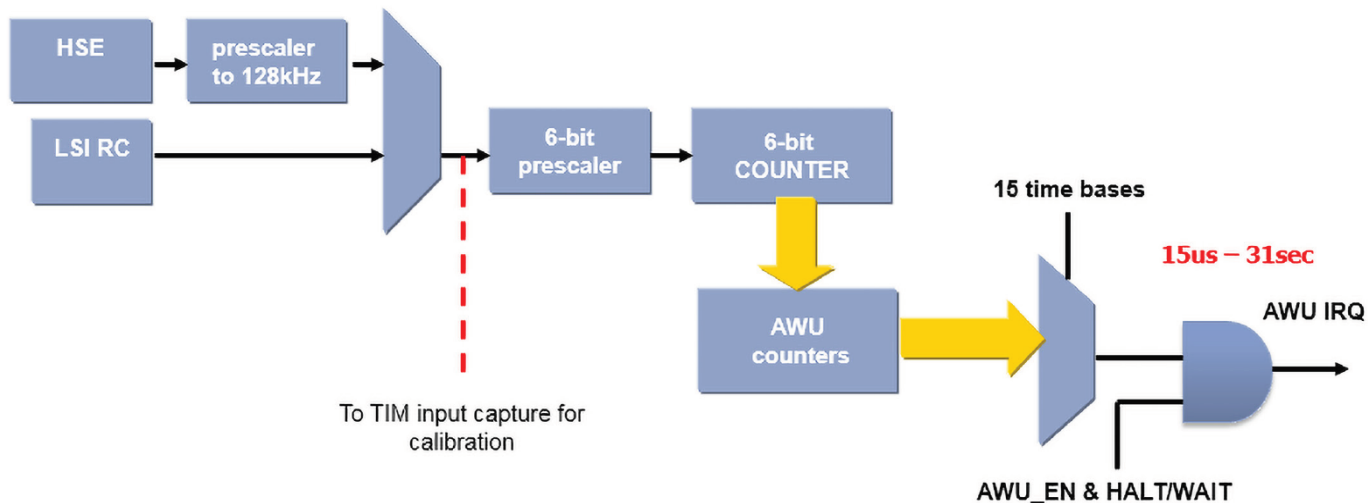 HSE
prescaler
to 128kHz
LSI RC
6-bit
prescaler
6-bit
COUNTER
15 time bases
15us – 31sec
AWU
counters
AWU IRQ
To TIM input capture for
calibration
AWU_EN & HALT/WAIT